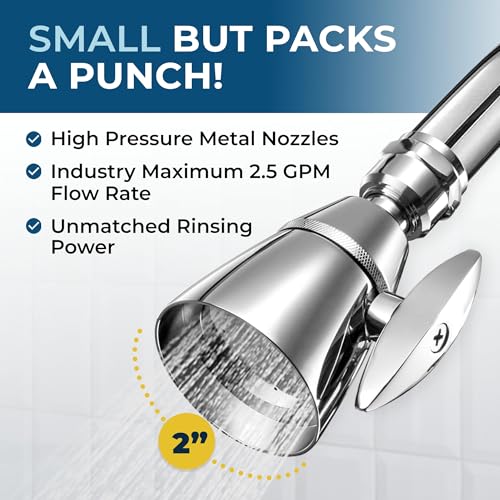 SMALL BUT PACKS
A PUNCH!
High Pressure Metal Nozzles
Industry Maximum 2.5 GPM
Flow Rate
Unmatched Rinsing
Power
2”